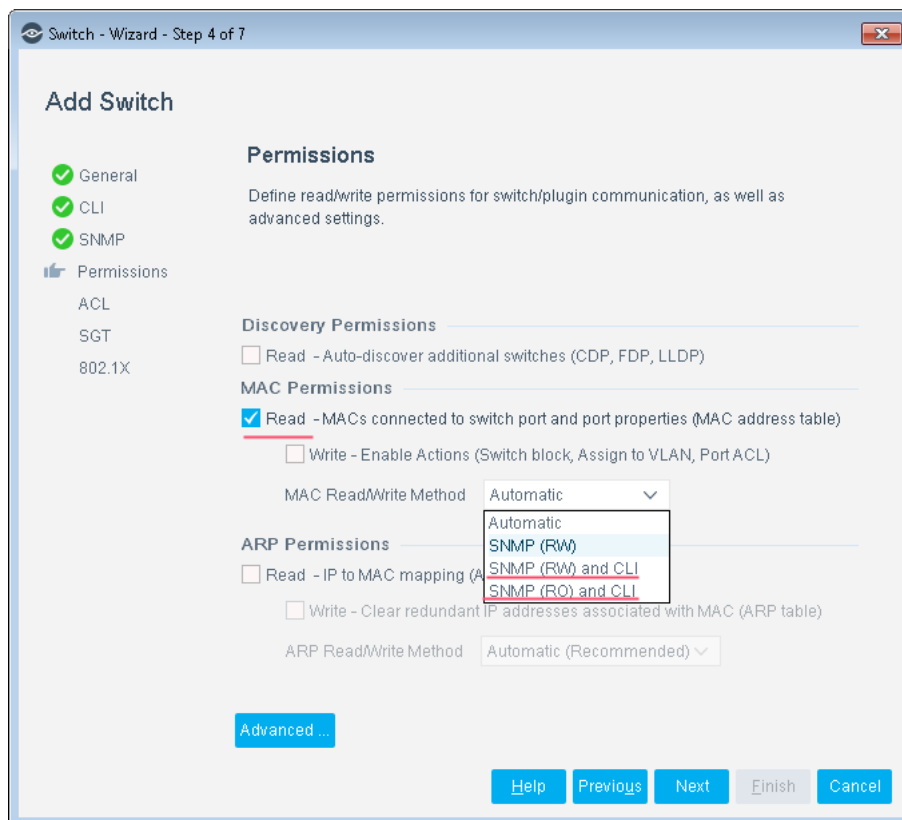 Switch - Wizard - Step 4 of 7
Add Switch
General
CLI
SNMP
Permissions
ACL
SGT
802.1X
Permissions
Define read/write permissions for switch/plugin communication, as well as
advanced settings.
Discovery Permissions
Read - Auto-discover additional switches (CDP, FDP, LLDP)
MAC Permissions
Read - MACs connected to switch port and port properties (MAC address table)
Write - Enable Actions (Switch block, Assign to VLAN, Port ACL)
MAC Read/Write Method Automatic
Automatic
SNMP (RW)
SNMP (RW) and CLI
SNMP (RO) and CLI
ARP Permissions
Read - IP to MAC mapping (A
Write - Clear redundant IP addresses associated with MAC (ARP table)
ARP Read/Write Method Automatic (Recommended)
Advanced ...
Help Previous Next Finish Cancel